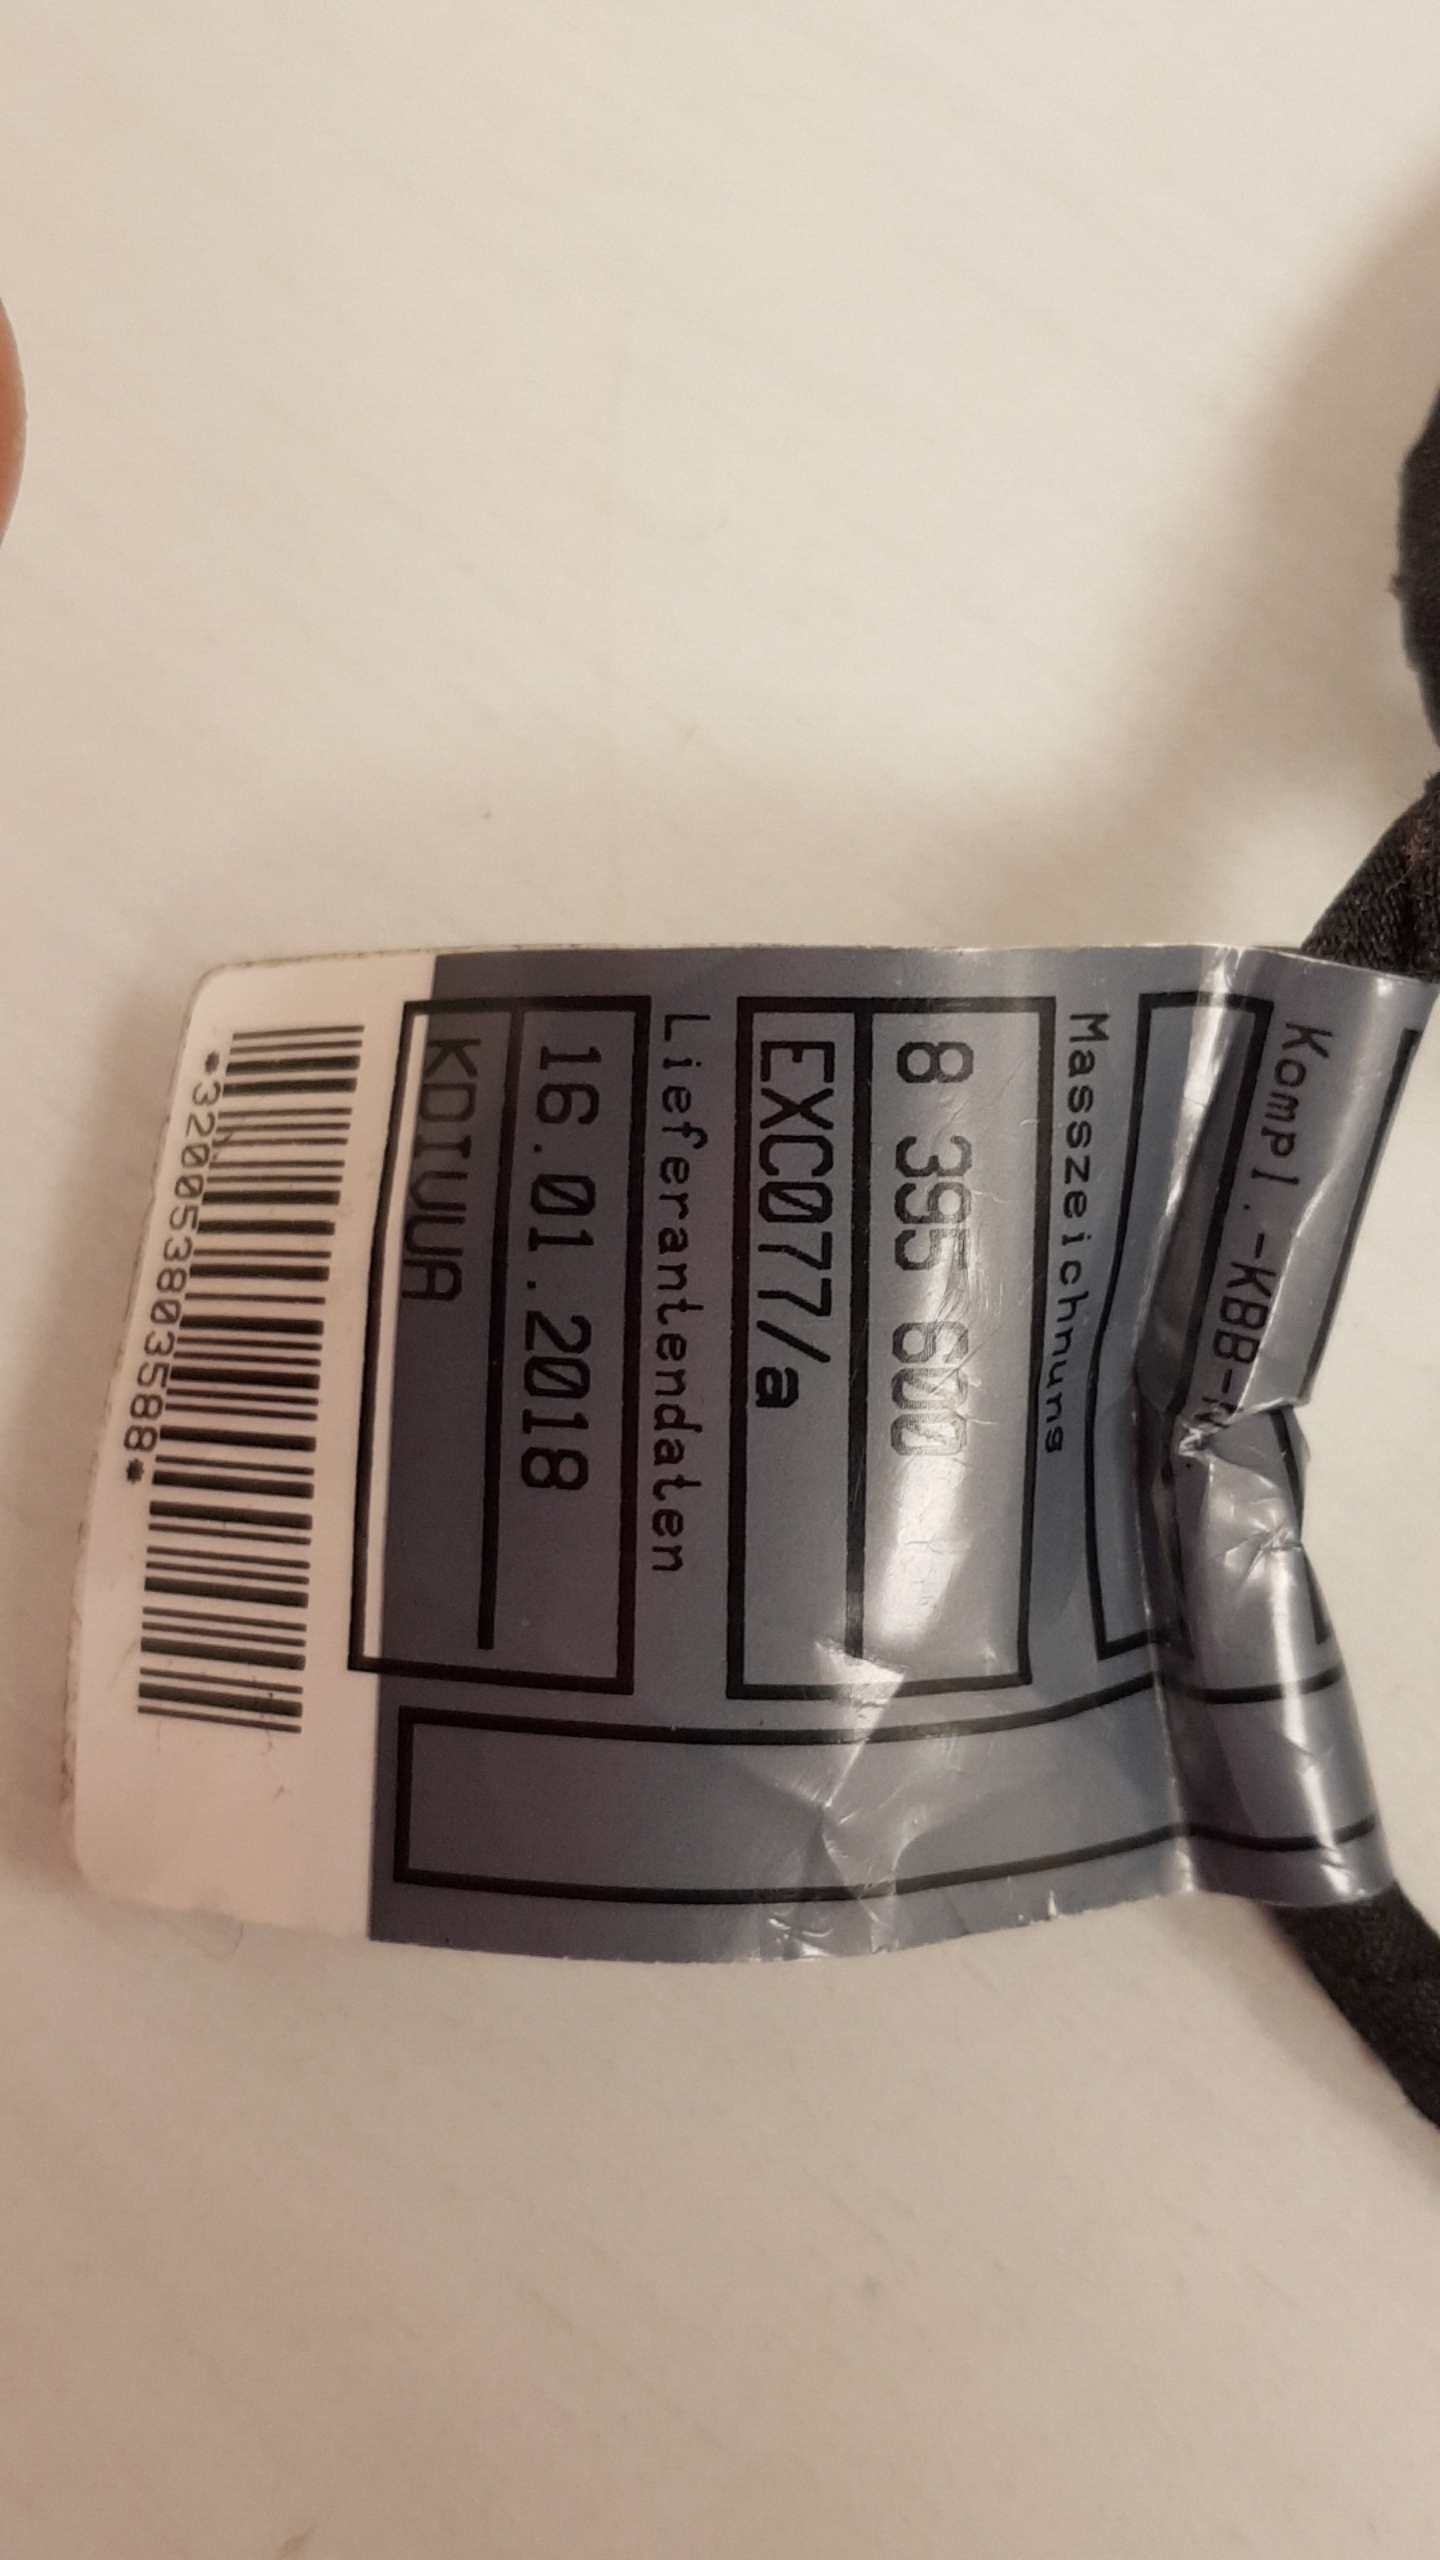 Kompl.-KBB-
Masszeichnung
8 395 600
EXC077/a
Lieferantendaten
16.01.2018
KDIUUA
*320053803588*